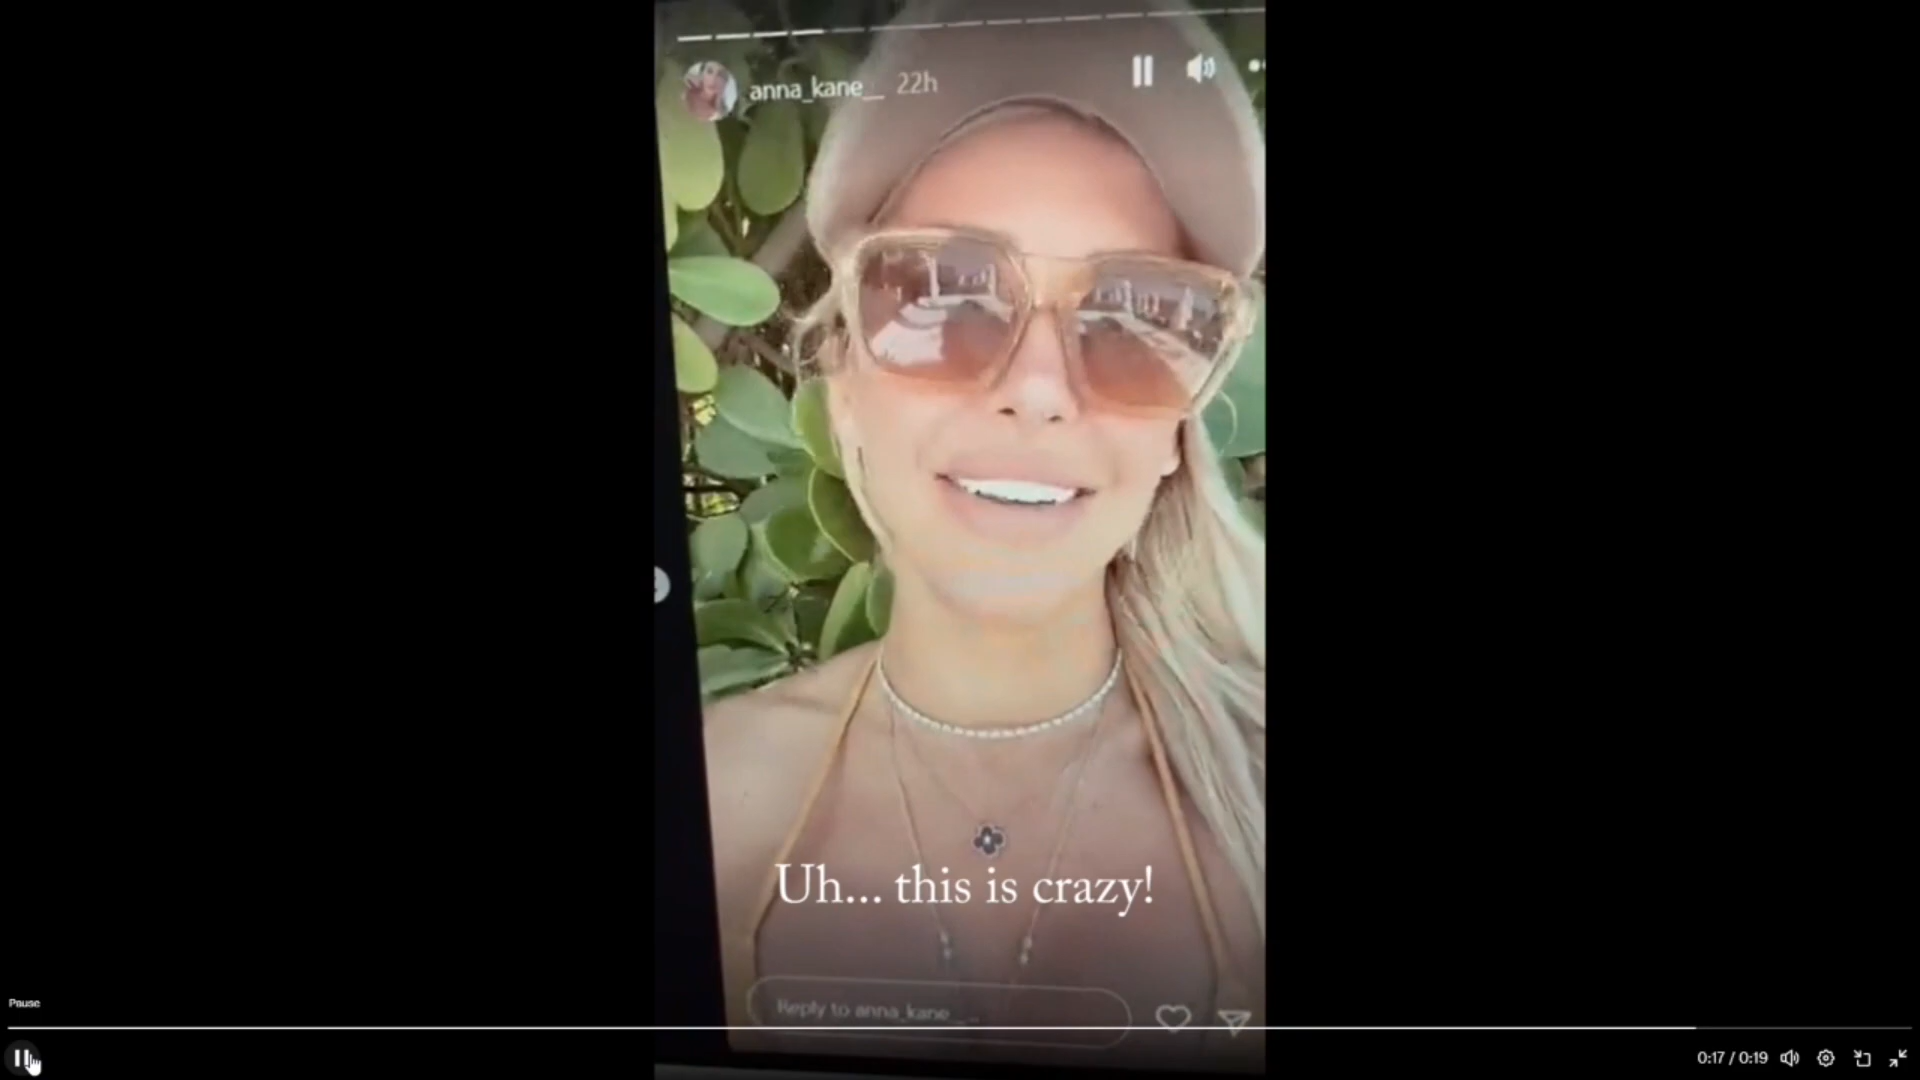 anna_kane__ 22h
Uh... this is crazy!
Reply to anna_kane__...
Pause
0:17 / 0:19